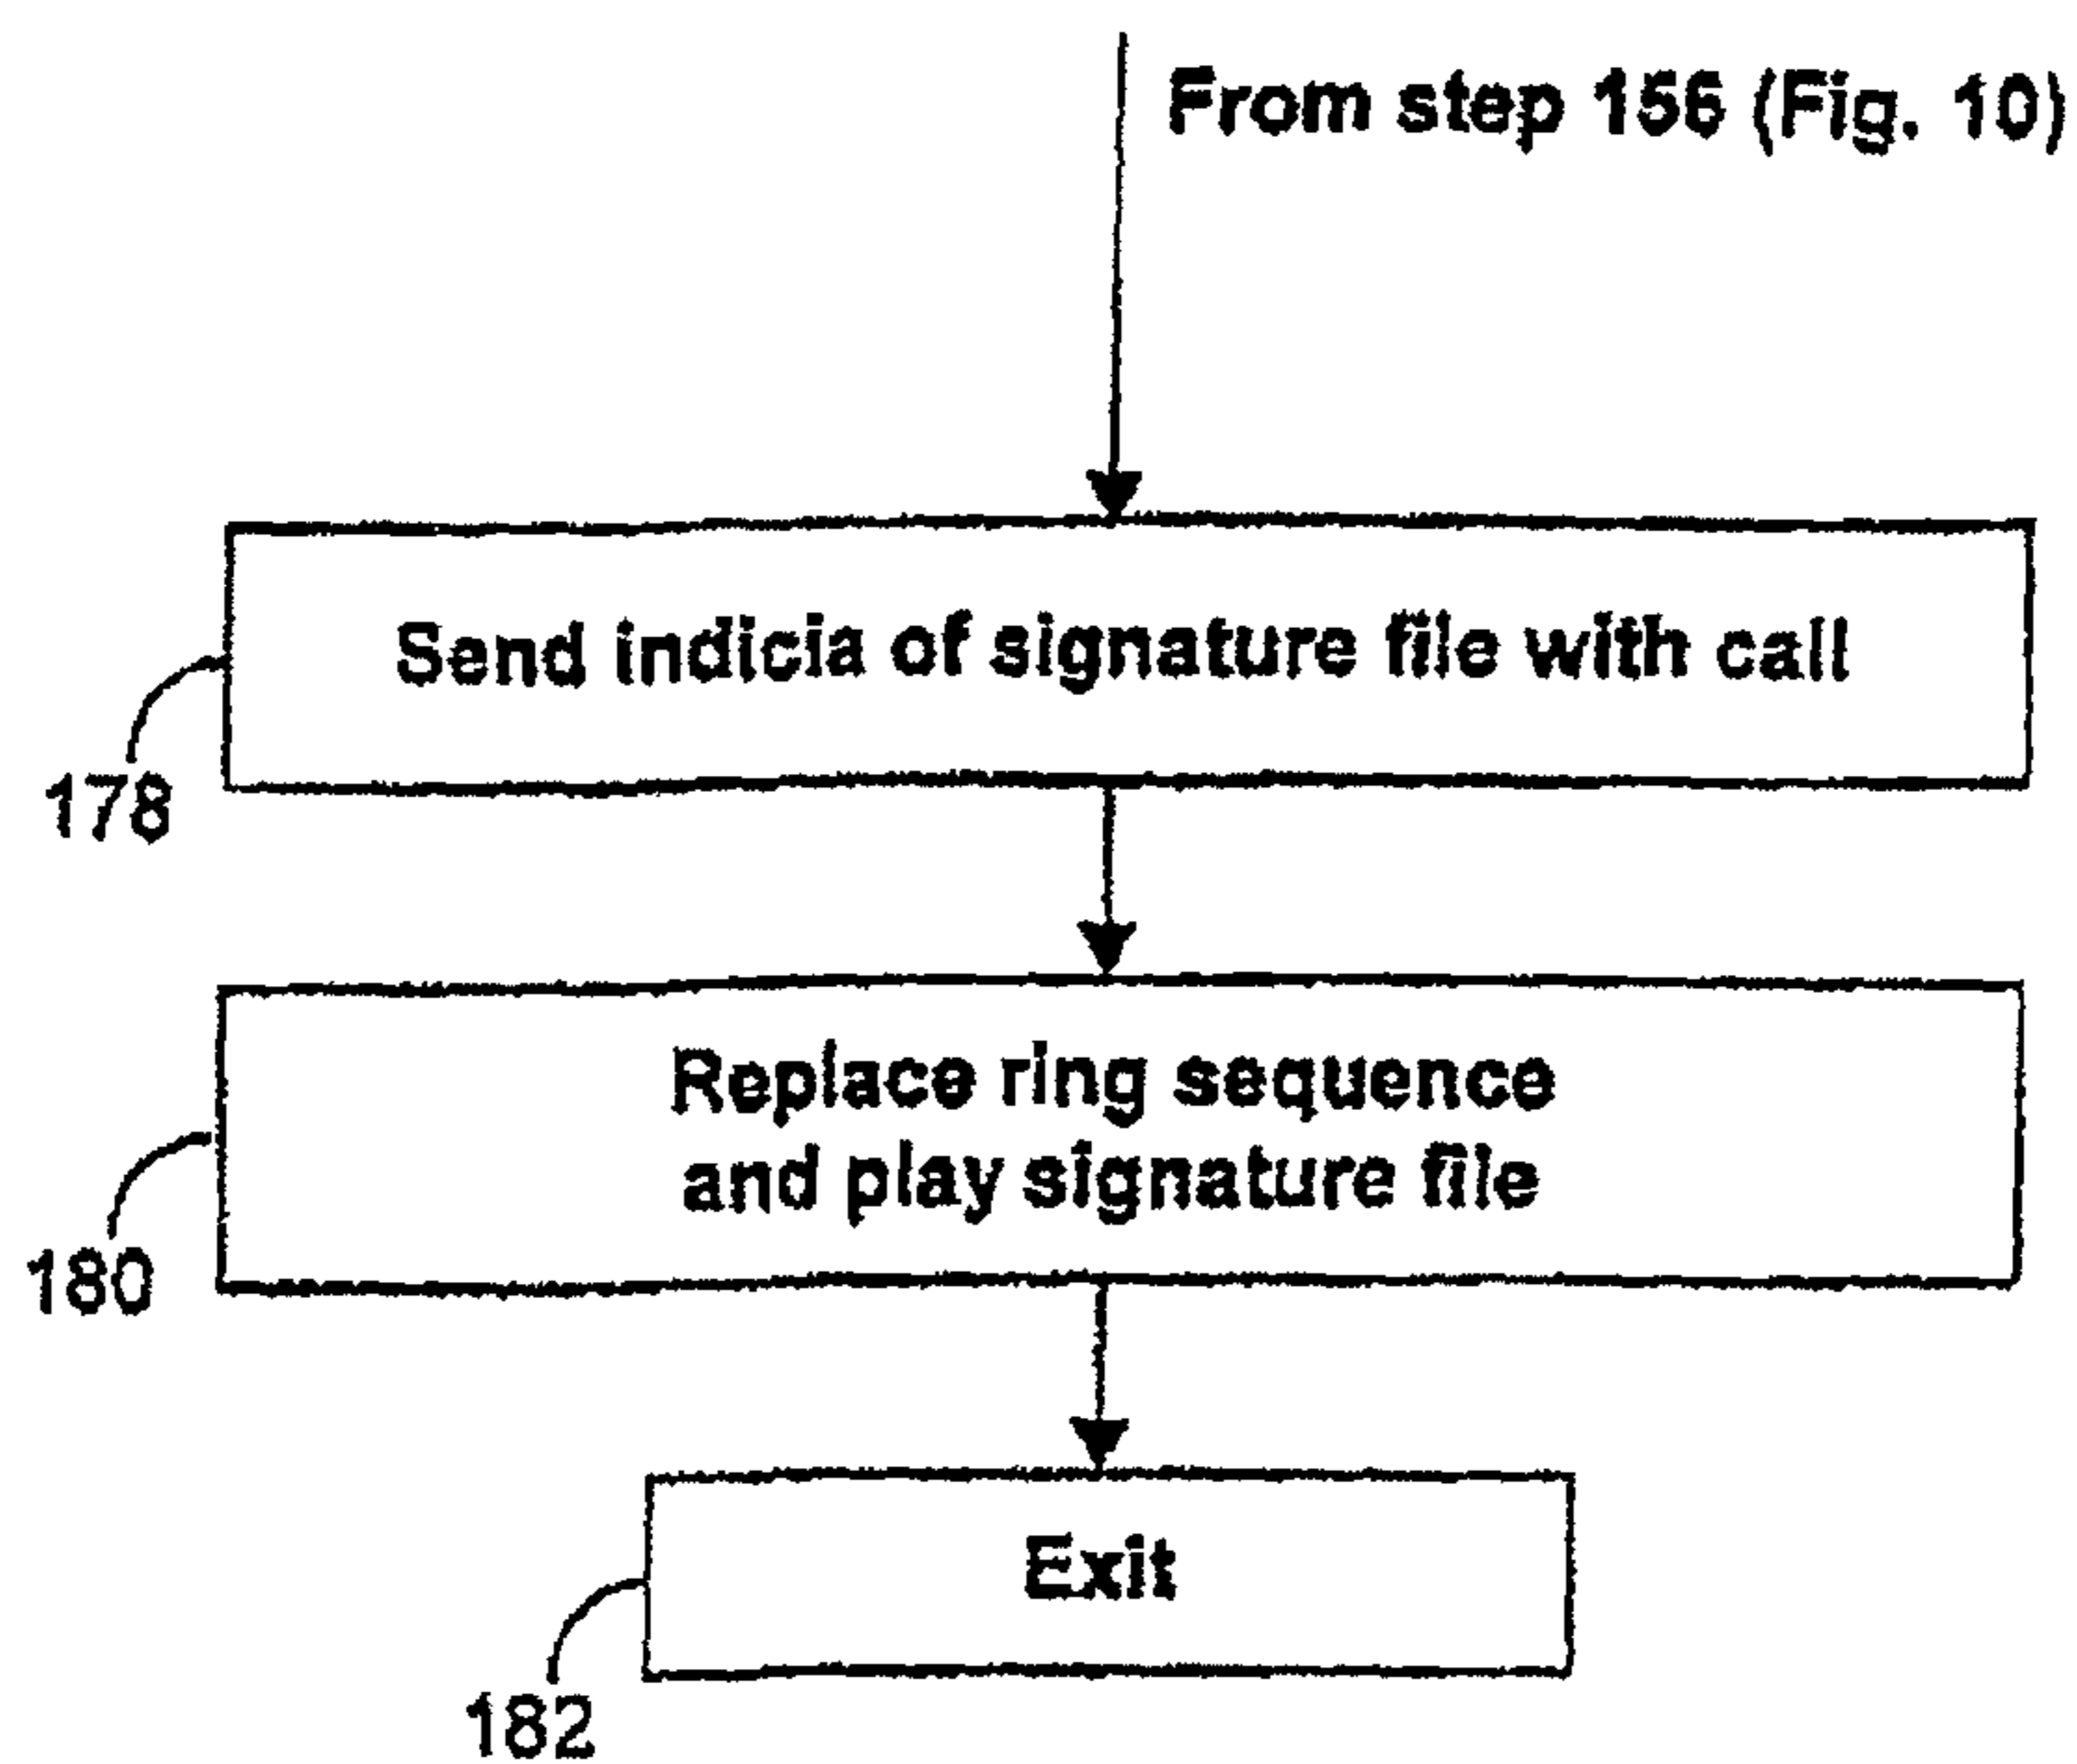 From step 156 (Fig. 10)
Send indicia of signature file with call
178
Replace ring sequence
and play signature file
180
Exit
182